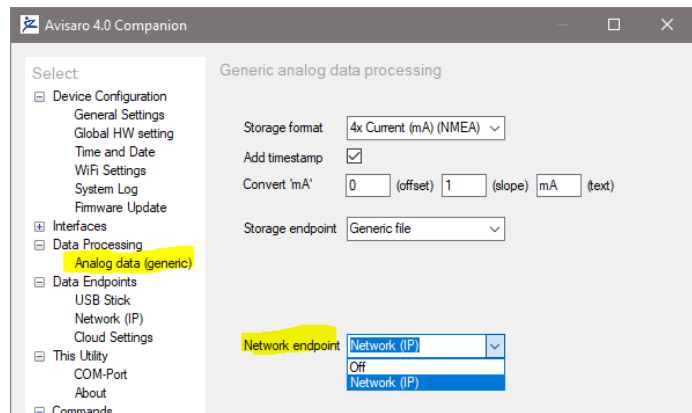 Avisaro 4.0 Companion
Select:
Device Configuration
General Settings
Global HW setting
Time and Date
WiFi Settings
System Log
Firmware Update
Interfaces
Data Processing
Analog data (generic)
Data Endpoints
USB Stick
Network (IP)
Cloud Settings
This Utility
COM-Port
About
Commands
Generic analog data processing
Storage format 4x Current (mA) (NMEA)
Add timestamp
Convert 'mA' 0 (offset) 1 (slope) mA (text)
Storage endpoint Generic file
Network endpoint Network (IP)
Off
Network (IP)